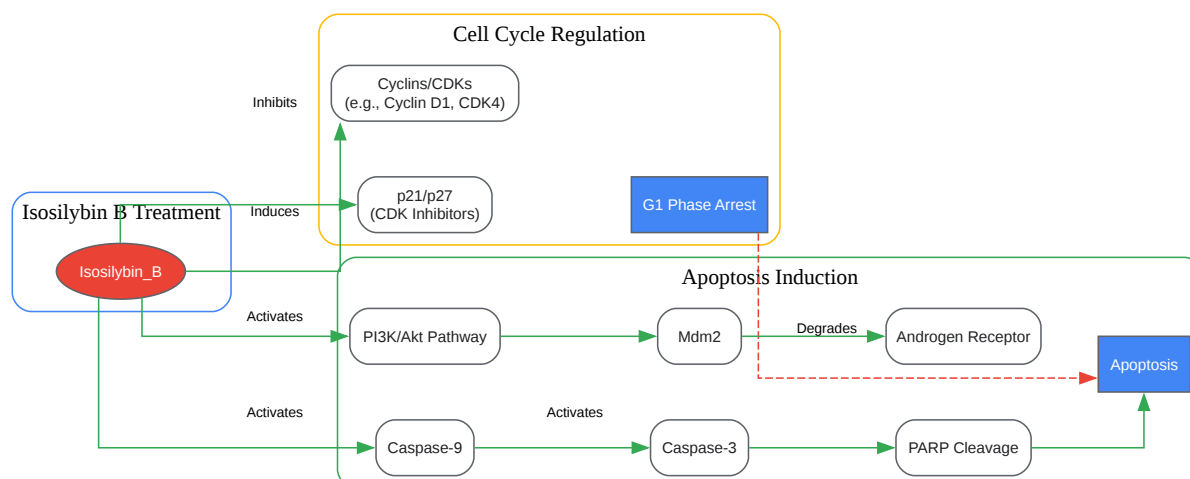 Cell Cycle Regulation
Cyclins/CDKs
(e.g., Cyclin D1, CDK4)
Inhibits
p21/p27
(CDK Inhibitors)
G1 Phase Arrest
Isosilybin B Treatment
Induces
Isosilybin_B
Apoptosis Induction
Activates
PI3K/Akt Pathway
Mdm2
Degrades
Androgen Receptor
Apoptosis
Activates
Caspase-9
Activates
Caspase-3
PARP Cleavage